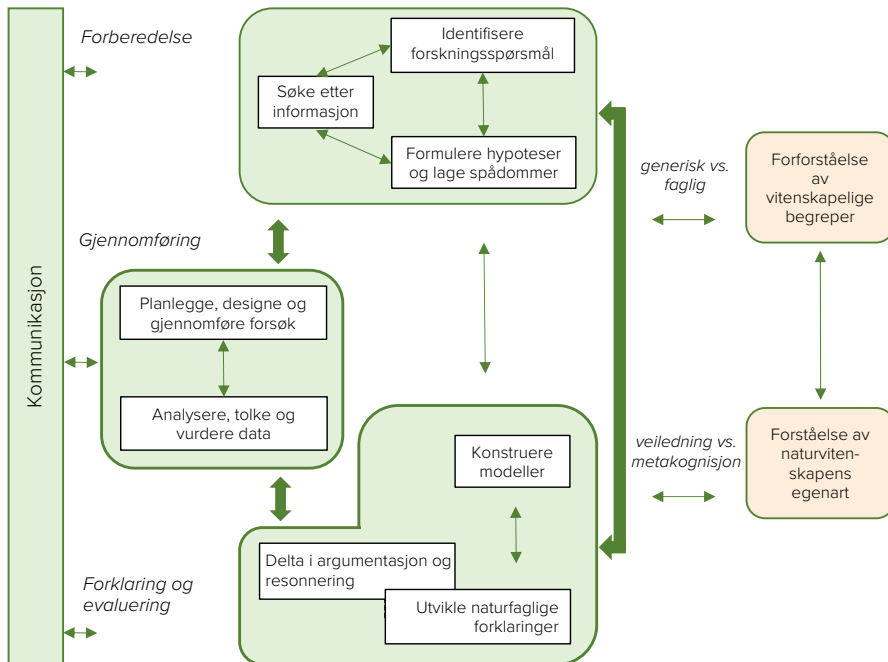 Kommunikasjon
Forberedelse
Identifisere
forskningsspørsmål
Søke etter
informasjon
Formulere hypoteser
og lage spådommer
generisk vs.
faglig
Forforståelse
av
vitenskapelige
begreper
Gjennomføring
Planlegge, designe og
gjennomføre forsøk
Analysere, tolke og
vurdere data
Konstruere
modeller
veiledning vs.
metakognisjon
Forståelse av
naturviten-
skapens
egenart
Forklaring og
evaluering
Delta i argumentasjon og
resonnering
Utvikle naturfaglige
forklaringer